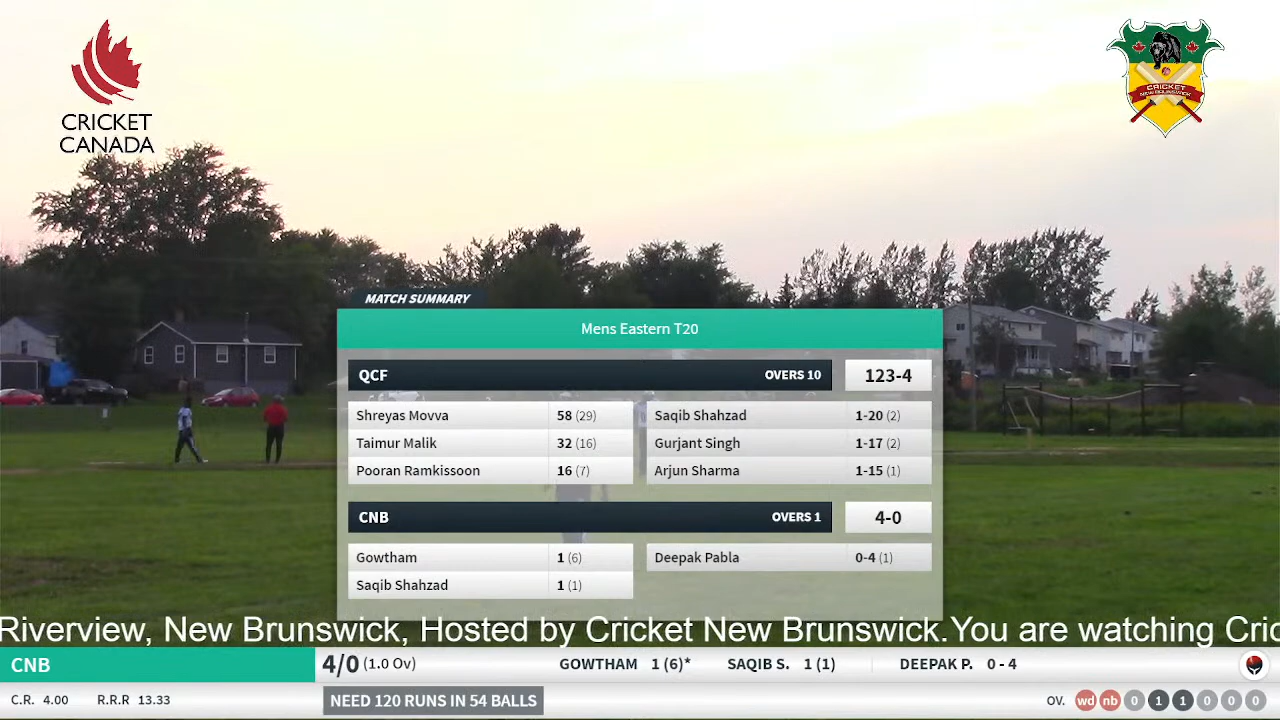 CRICKET
CANADA
CRICKET
NEW BRUNSWICK
MATCH SUMMARY
Mens Eastern T20
QCF OVERS 10 123-4
Shreyas Movva 58 (29) Saqib Shahzad 1-20 (2)
Taimur Malik 32 (16) Gurjant Singh 1-17 (2)
Pooran Ramkissoon 16 (7) Arjun Sharma 1-15 (1)
CNB OVERS 1 4-0
Gowtham 1 (6) Deepak Pabla 0-4 (1)
Saqib Shahzad 1 (1)
Riverview, New Brunswick, Hosted by Cricket New Brunswick.You are watching Cric
CNB 4/0 (1.0 Ov) GOWTHAM 1 (6)* SAQIB S. 1 (1) DEEPAK P. 0 - 4
C.R. 4.00 R.R.R 13.33 NEED 120 RUNS IN 54 BALLS OV. wd nb 0 1 1 0 0 0